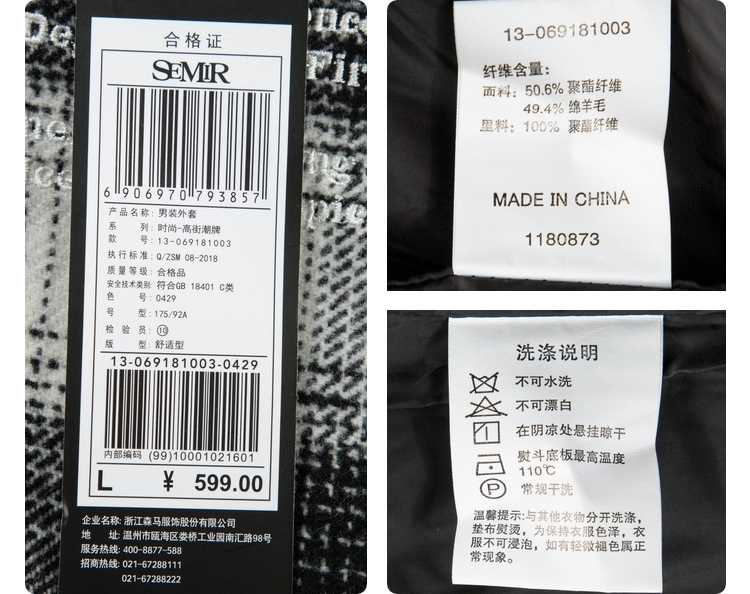 合格证
SEMIR
6 906970 793857
产品名称: 男装外套
系 列: 时尚-高街潮牌
款 号: 13-069181003
执行标准: Q/ZSM 08-2018
质量等级: 合格品
安全技术类别: 符合GB 18401 C类
色 号: 0429
号 型: 175/92A
检 验 员: ⑩
版 型: 舒适型
13-069181003-0429
内部编码 (99)10001021601
L ¥ 599.00
企业名称: 浙江森马服饰股份有限公司
地 址: 温州市瓯海区娄桥工业园南汇路98号
服务热线: 400-8877-588
招商热线: 021-67288111
021-67288222
13-069181003
纤维含量:
面料: 50.6% 聚酯纤维
49.4% 绵羊毛
里料: 100% 聚酯纤维
MADE IN CHINA
1180873
洗涤说明
不可水洗
不可漂白
在阴凉处悬挂晾干
熨斗底板最高温度
110℃
P 常规干洗
温馨提示:与其他衣物分开洗涤,
垫布熨烫，为保持衣服色泽，衣
服不可浸泡，如有轻微褪色属正
常现象。